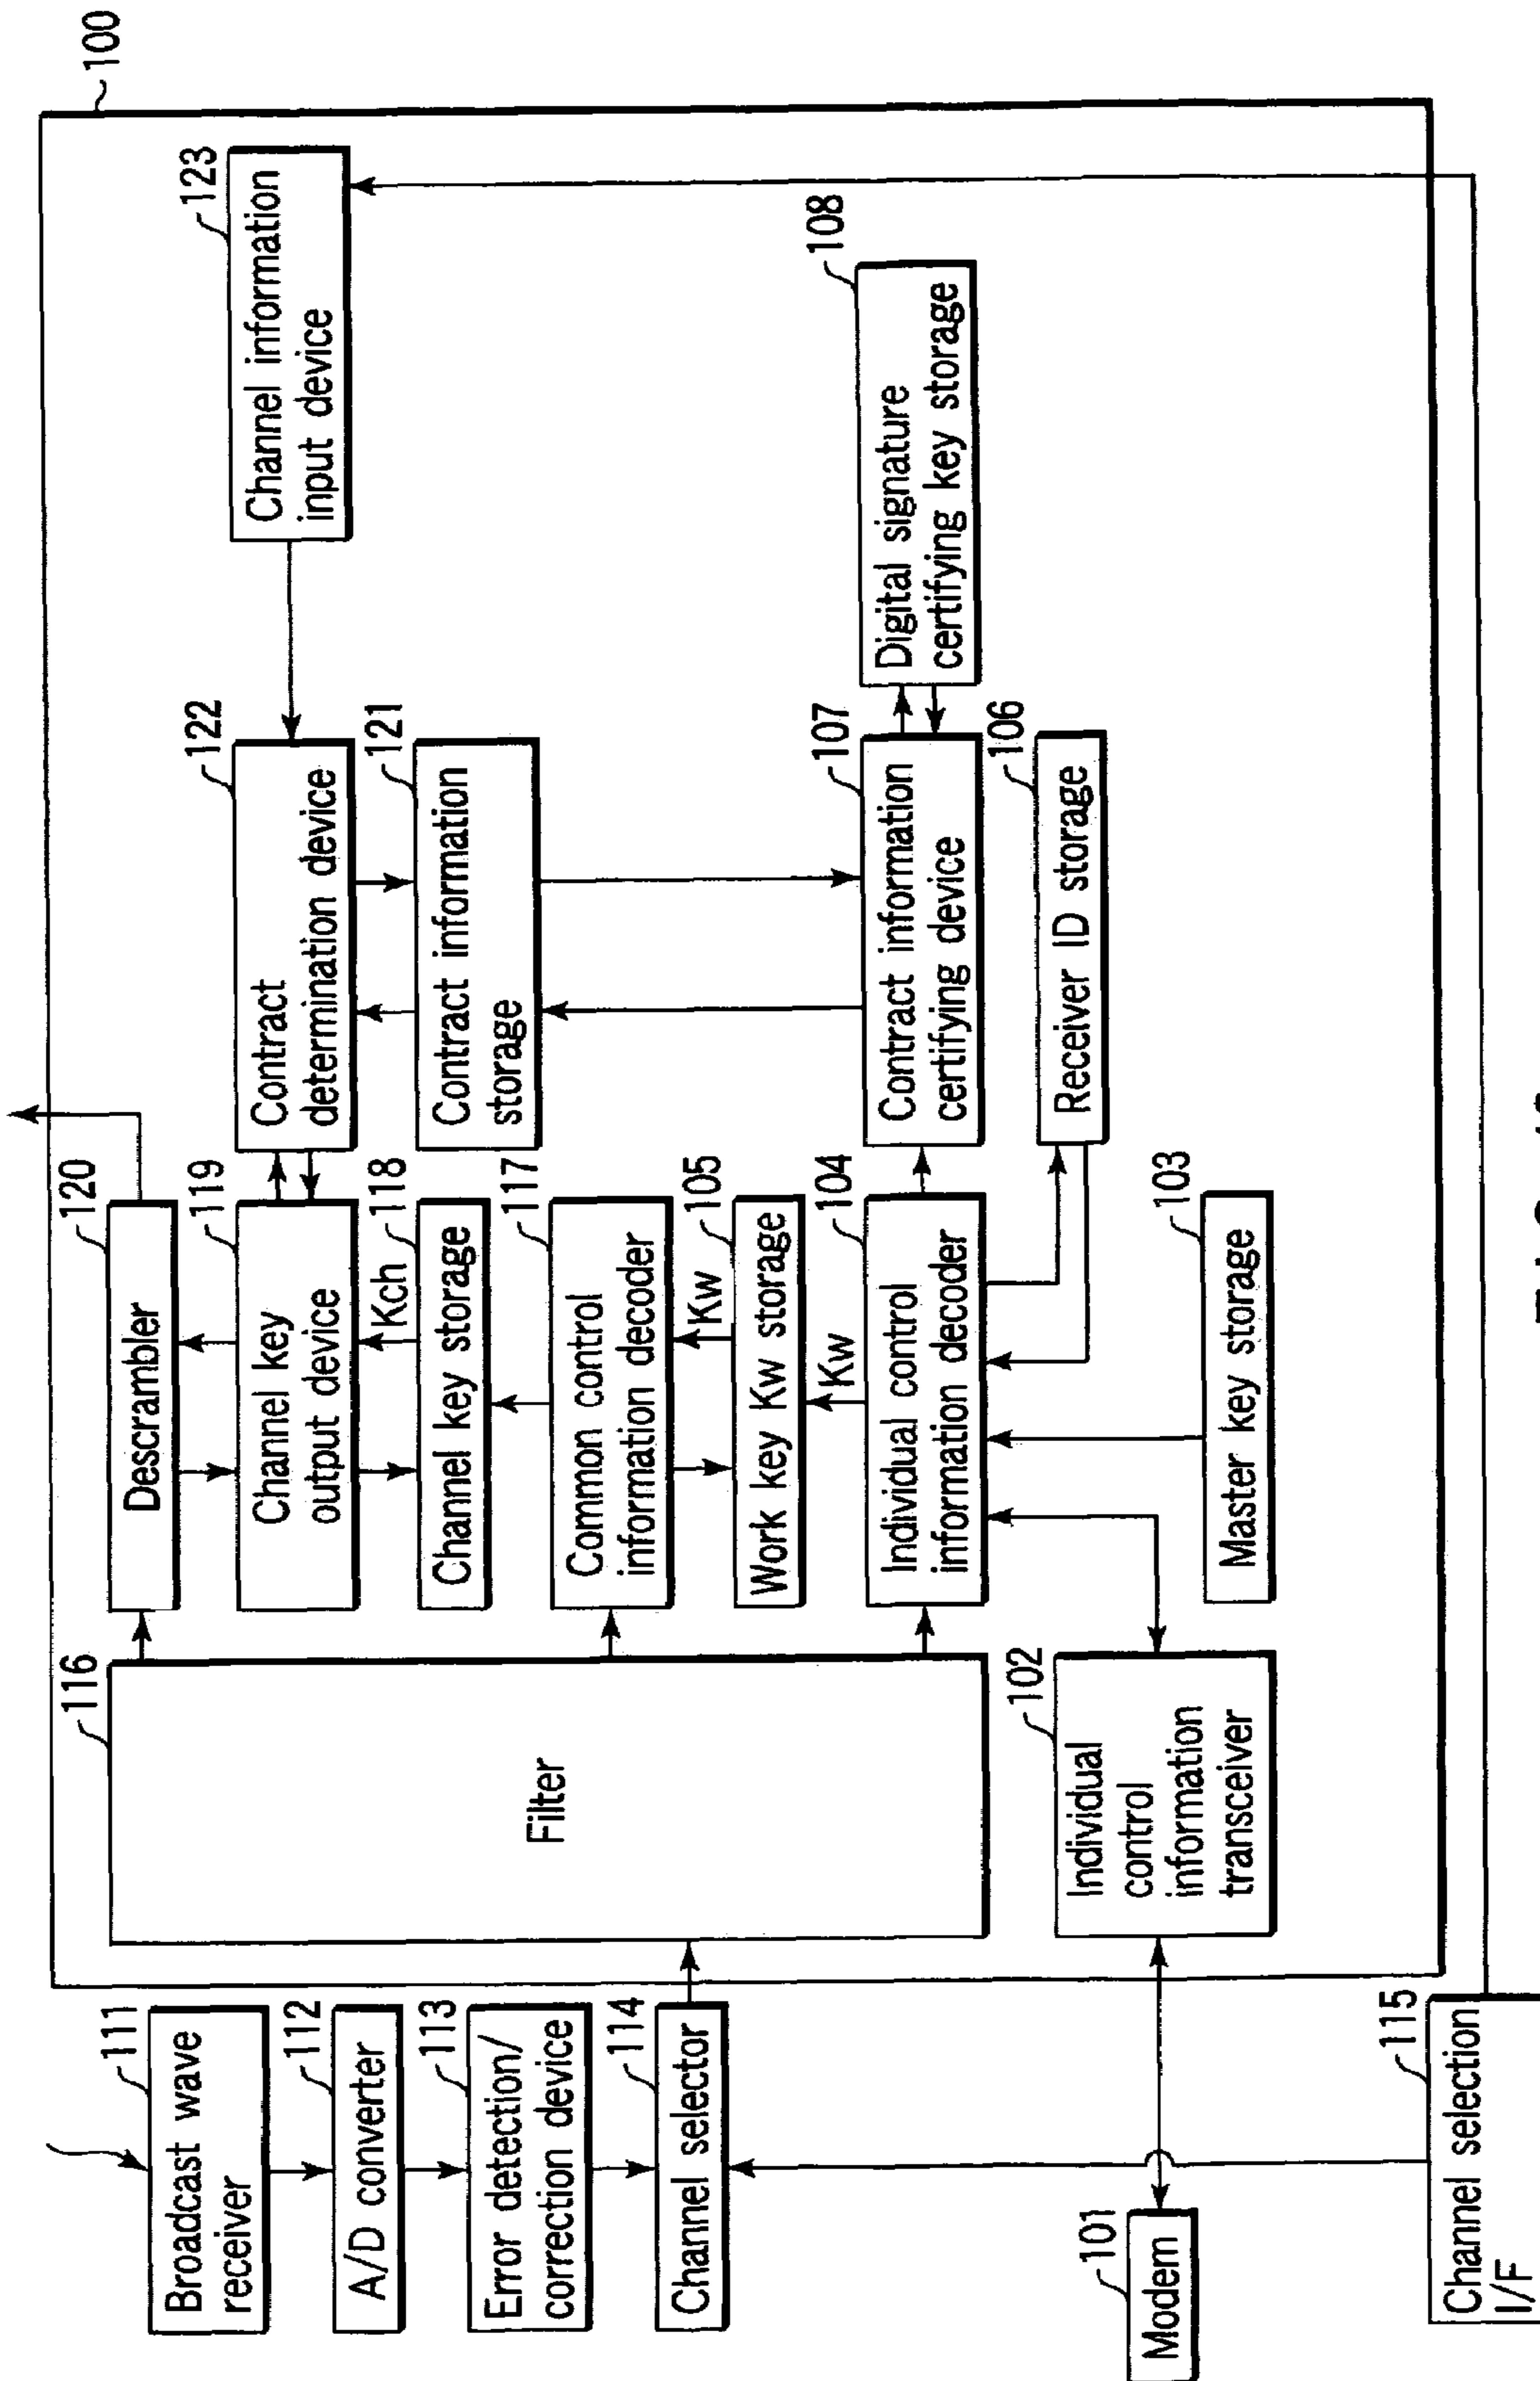 100
111
Broadcast wave
receiver
112
A/D converter
113
Error detection/
correction device
114
Channel selector
101
Modem
115
Channel selection
I/F
116
Filter
102
Individual
control
information
transceiver
120
Descrambler
119
Channel key
output device
Kch
118
Channel key storage
117
Common control
information decoder
Kw
105
Work key Kw storage
Kw
104
Individual control
information decoder
103
Master key storage
122
Contract
determination device
121
Contract information
storage
107
Contract information
certifying device
106
Receiver ID storage
123
Channel information
input device
108
Digital signature
certifying key storage